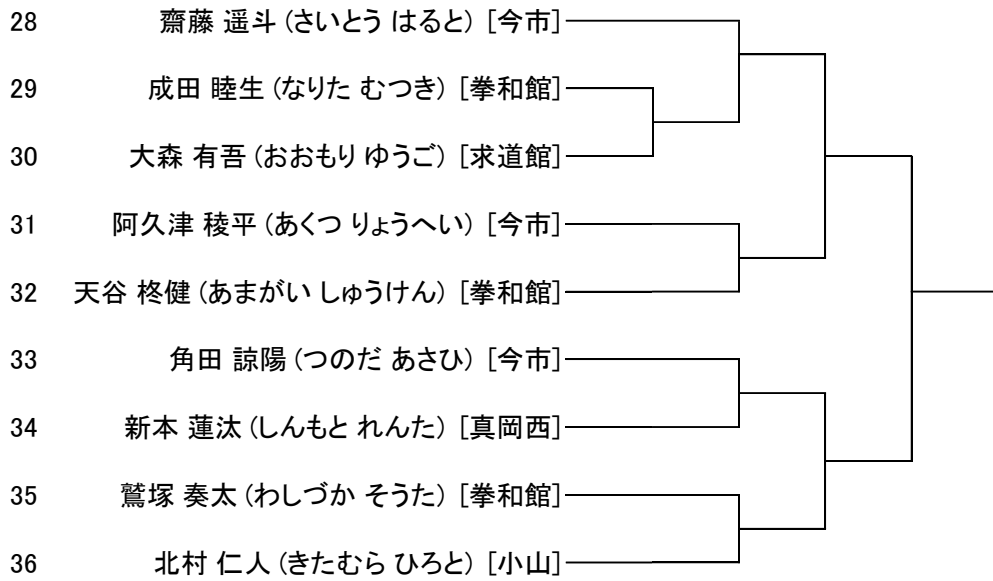 28 齋藤 遥斗 (さいとう はると) [今市]
29 成田 睦生 (なりた むつき) [拳和館]
30 大森 有吾 (おおもり ゆうご) [求道館]
31 阿久津 稜平 (あくつ りょうへい) [今市]
32 天谷 柊健 (あまがい しゅうけん) [拳和館]
33 角田 諒陽 (つのだ あさひ) [今市]
34 新本 蓮汰 (しんもと れんた) [真岡西]
35 鷲塚 奏太 (わしづか そうた) [拳和館]
36 北村 仁人 (きたむら ひろと) [小山]